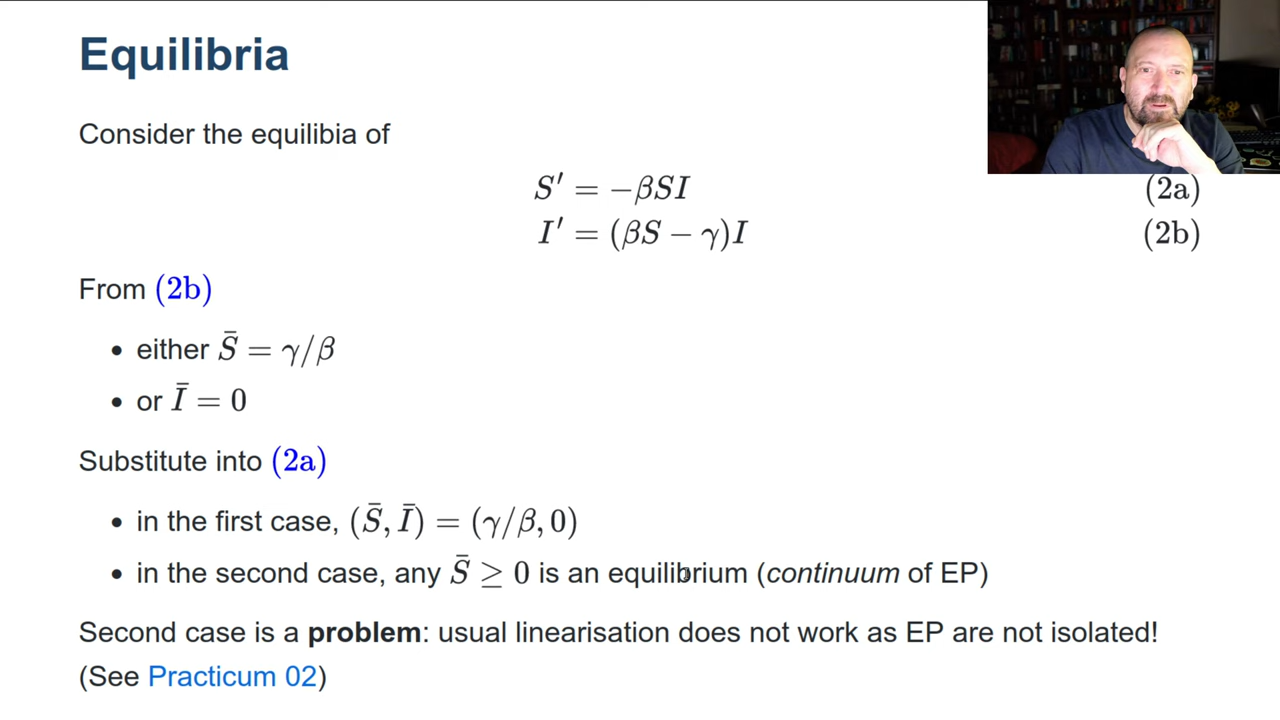 Equilibria
Consider the equilibia of
S′ = −βSI (2a)
I′ = (βS − γ)I (2b)
From (2b)
• either S̄ = γ/β
• or Ī = 0
Substitute into (2a)
• in the first case, (S̄, Ī) = (γ/β, 0)
• in the second case, any S̄ ≥ 0 is an equilibrium (continuum of EP)
Second case is a problem: usual linearisation does not work as EP are not isolated!
(See Practicum 02)